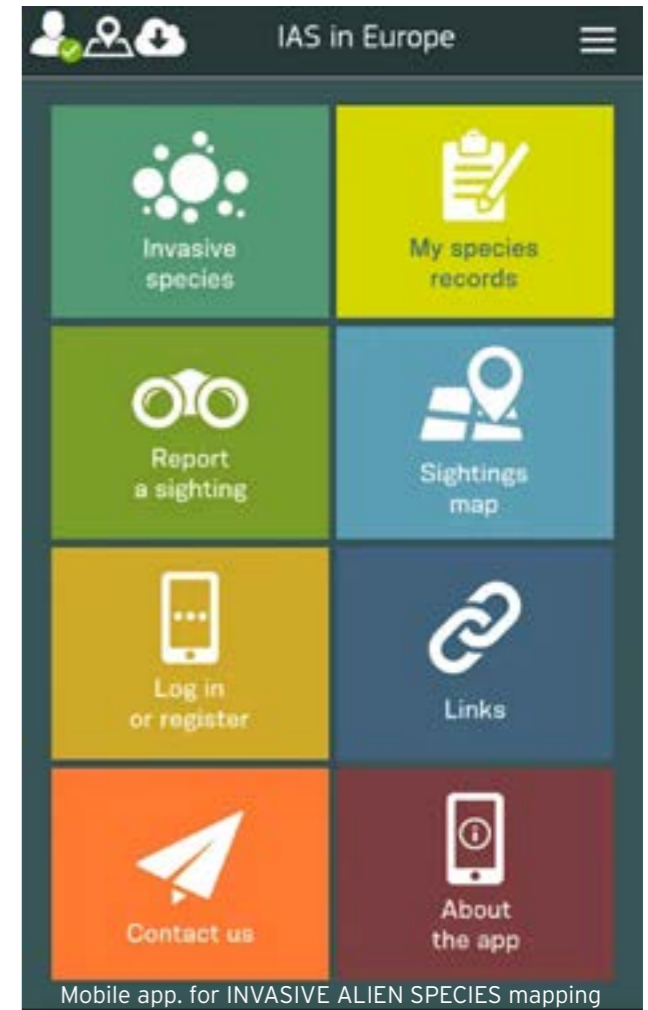 IAS in Europe
Invasive
species
My species
records
Report
a sighting
Sightings
map
Log in
or register
Links
Contact us
About
the app
Mobile app. for INVASIVE ALIEN SPECIES mapping